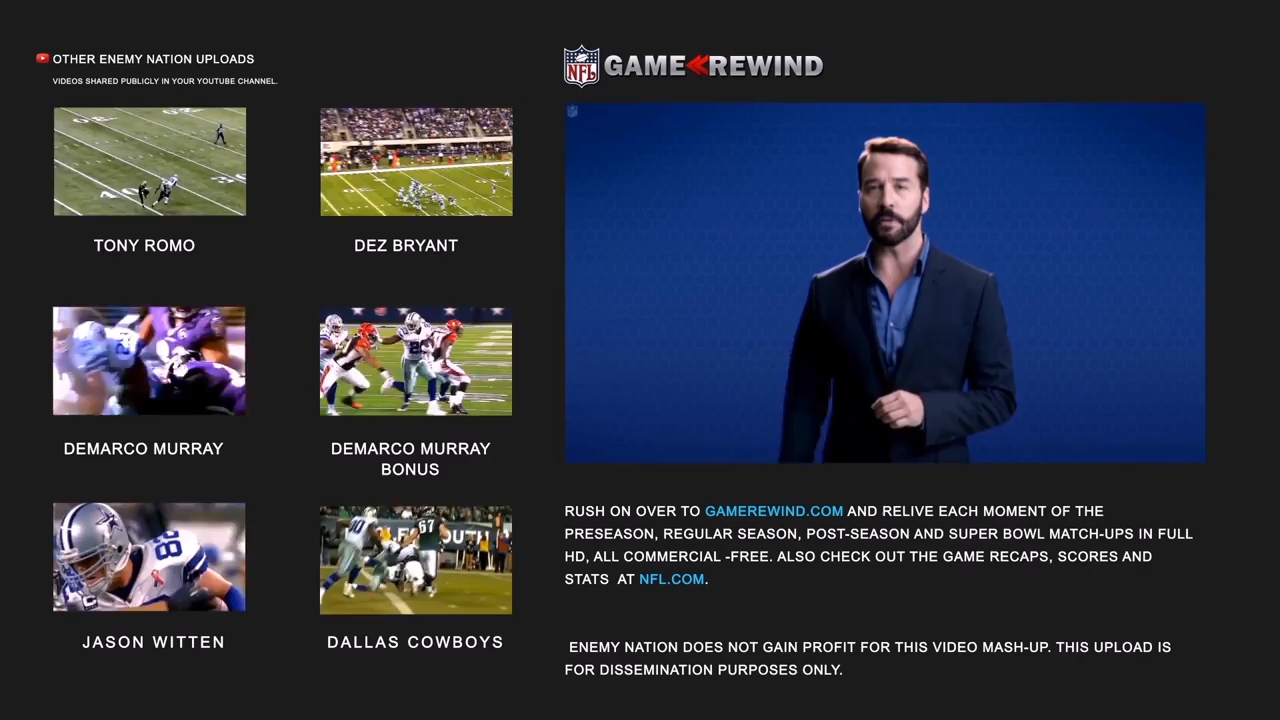 OTHER ENEMY NATION UPLOADS
VIDEOS SHARED PUBLICLY IN YOUR YOUTUBE CHANNEL.
TONY ROMO
DEZ BRYANT
DEMARCO MURRAY
DEMARCO MURRAY
BONUS
JASON WITTEN
DALLAS COWBOYS
NFL GAME REWIND
RUSH ON OVER TO GAMEREWIND.COM AND RELIVE EACH MOMENT OF THE
PRESEASON, REGULAR SEASON, POST-SEASON AND SUPER BOWL MATCH-UPS IN FULL
HD, ALL COMMERCIAL -FREE. ALSO CHECK OUT THE GAME RECAPS, SCORES AND
STATS  AT NFL.COM.
ENEMY NATION DOES NOT GAIN PROFIT FOR THIS VIDEO MASH-UP. THIS UPLOAD IS
FOR DISSEMINATION PURPOSES ONLY.